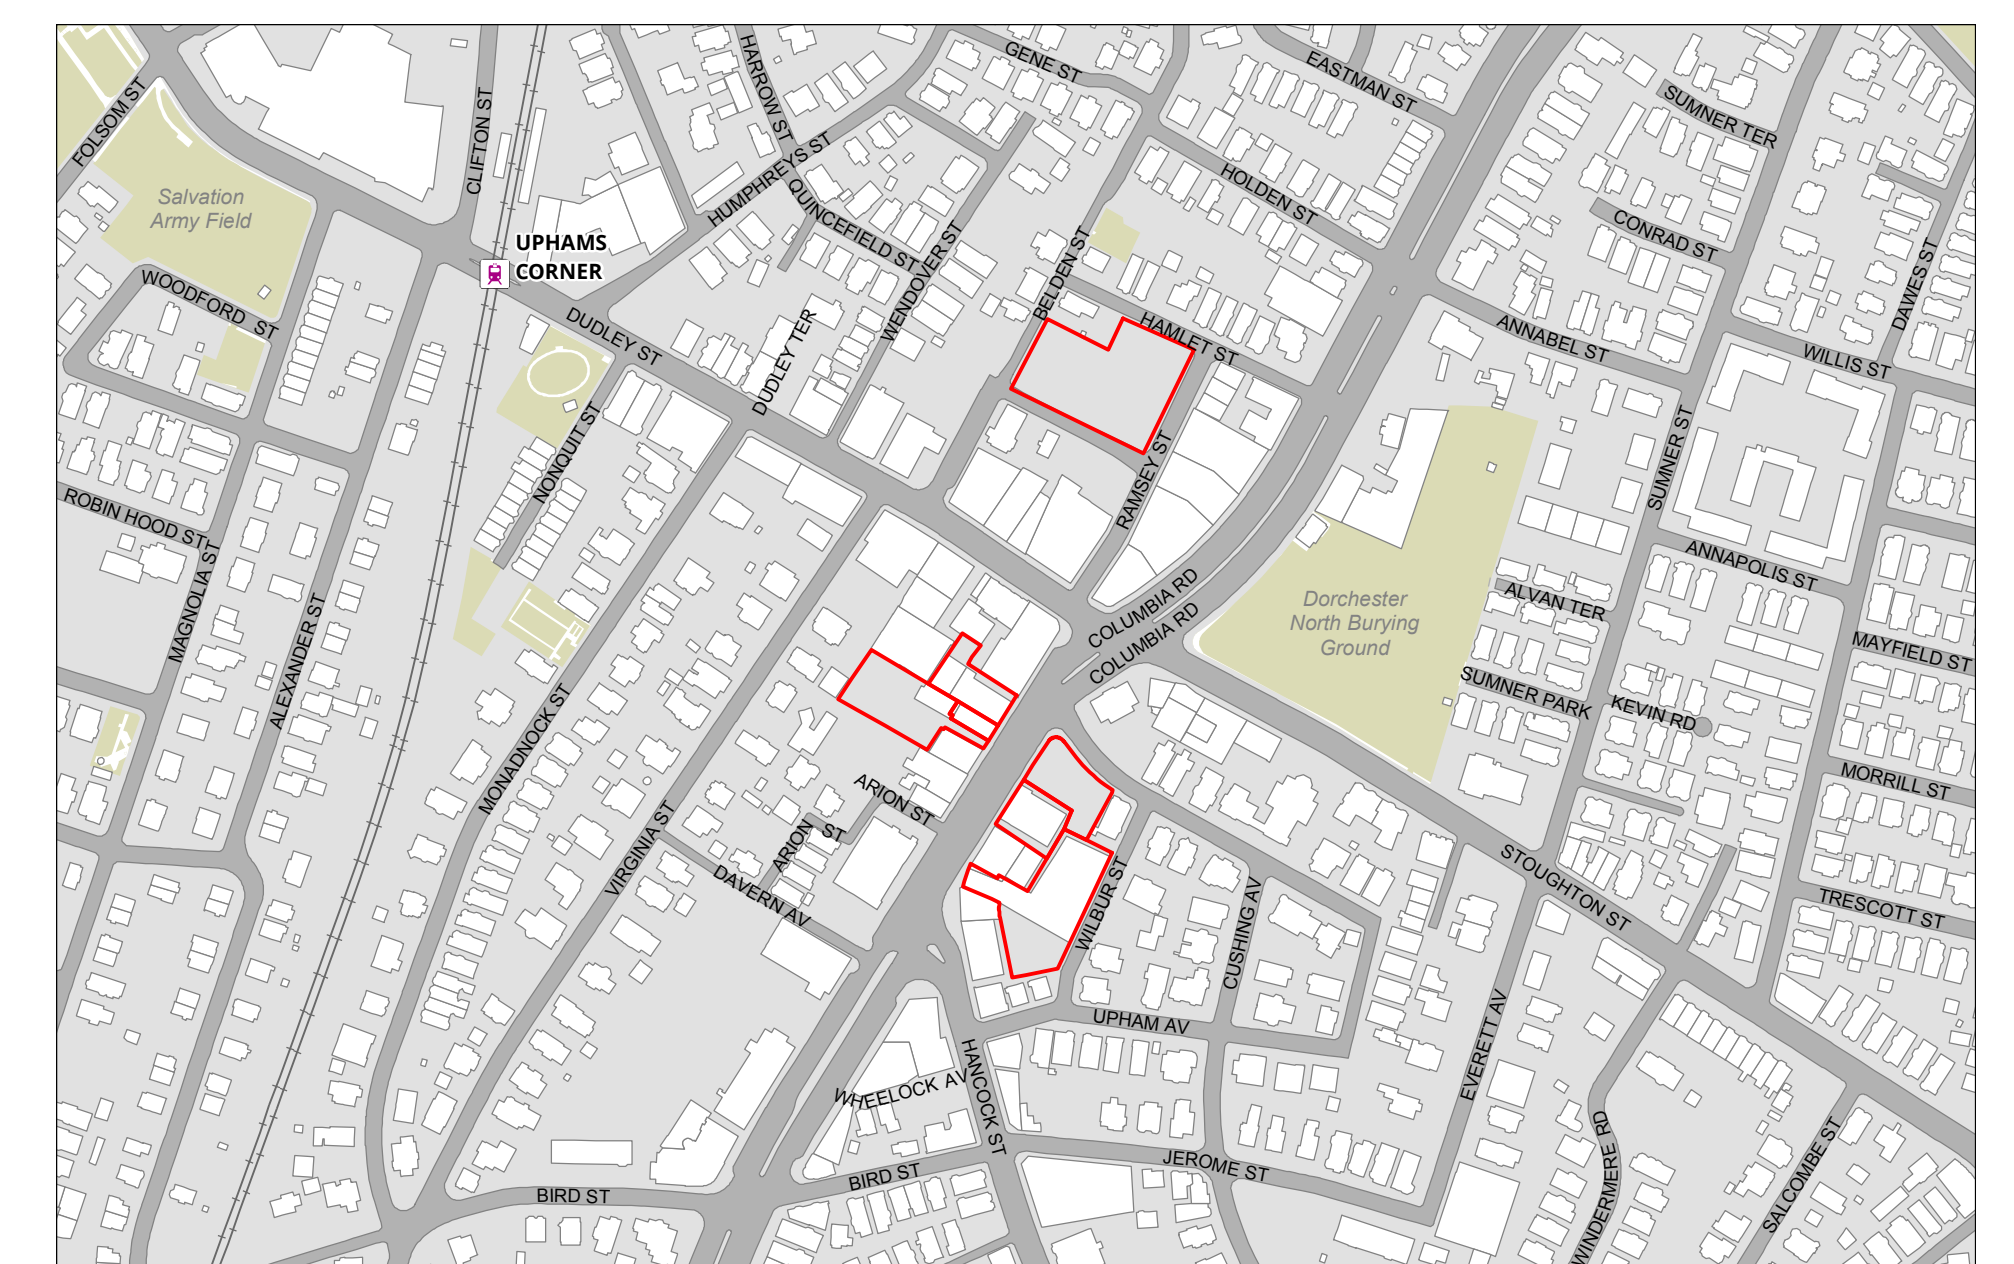 GENE ST
EASTMAN ST
HARROW ST
FOLSOM ST
CLIFTON ST
SUMNER TER
HUMPHREYS ST
Salvation
Army Field
QUINCEFIELD ST
HOLDEN ST
CONRAD ST
UPHAMS
CORNER
WENDOVER ST
BELDEN ST
DAWES ST
WOODFORD ST
DUDLEY ST
HAMLET ST
ANNABEL ST
WILLIS ST
DUDLEY TER
NONQUIT ST
SUMNER ST
RAMSEY ST
ROBIN HOOD ST
ANNAPOLIS ST
MAGNOLIA ST
COLUMBIA RD
COLUMBIA RD
Dorchester
North Burying
Ground
ALVAN TER
ALEXANDER ST
MAYFIELD ST
SUMNER PARK
KEVIN RD
MONADNOCK ST
MORRILL ST
ARION ST
ARION ST
VIRGINIA ST
DAVERN AV
STOUGHTON ST
WILBUR ST
CUSHING AV
TRESCOTT ST
UPHAM AV
EVERETT AV
WHEELOCK AV
HANCOCK ST
JEROME ST
BIRD ST
BIRD ST
WINDERMERE RD
SALCOMBE ST